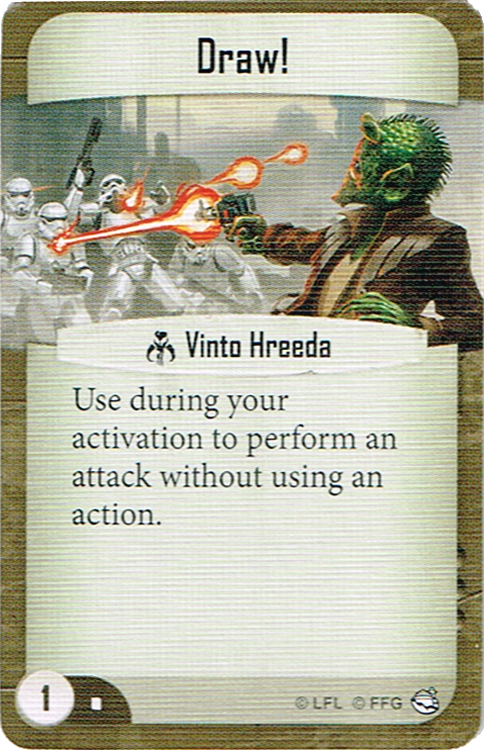 Draw!
Vinto Hreeda
Use during your
activation to perform an
attack without using an
action.
1
© LFL © FFG